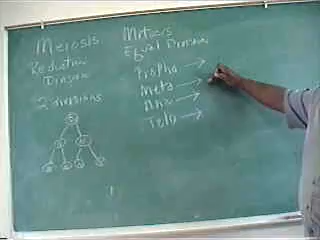 Meiosis
Reduction
Division
2 divisions
Mitosis
Equal Division
Propha →
Meta →
Ana →
Telo →